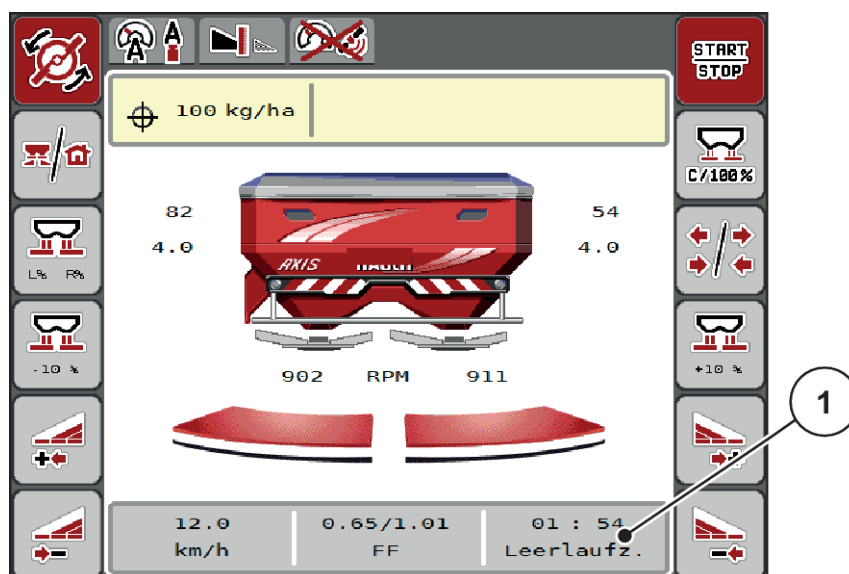 A A
START
STOP
100 kg/ha
C/100%
82 54
4.0 4.0
L% R%
AXIS RAUCH
-10 % +10 %
902 RPM 911
1
12.0 0.65/1.01 01 : 54
km/h FF Leerlaufz.